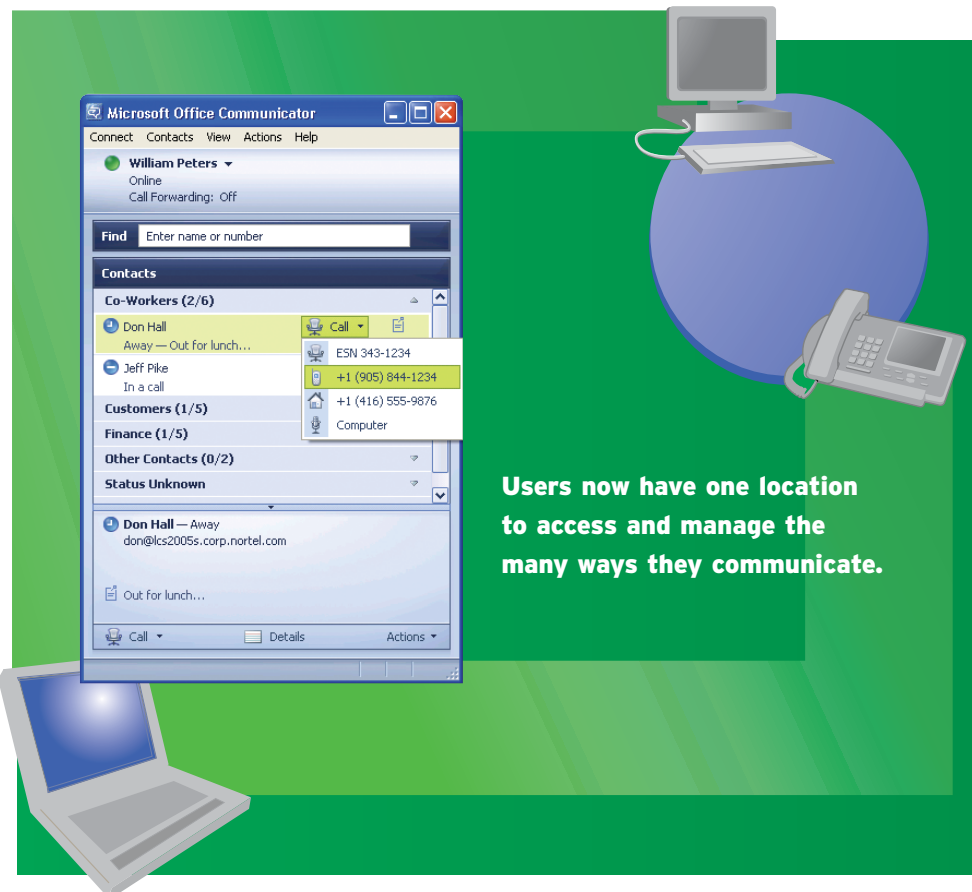 Microsoft Office Communicator
Connect Contacts View Actions Help
William Peters
Online
Call Forwarding: Off
Find Enter name or number
Contacts
Co-Workers (2/6)
Don Hall Call
Away — Out for lunch...
ESN 343-1234
Jeff Pike
+1 (905) 844-1234
In a call
+1 (416) 555-9876
Customers (1/5)
Computer
Finance (1/5)
Other Contacts (0/2)
Status Unknown
Don Hall — Away
don@lcs2005s.corp.nortel.com
Out for lunch...
Call Details Actions
Users now have one location
to access and manage the
many ways they communicate.